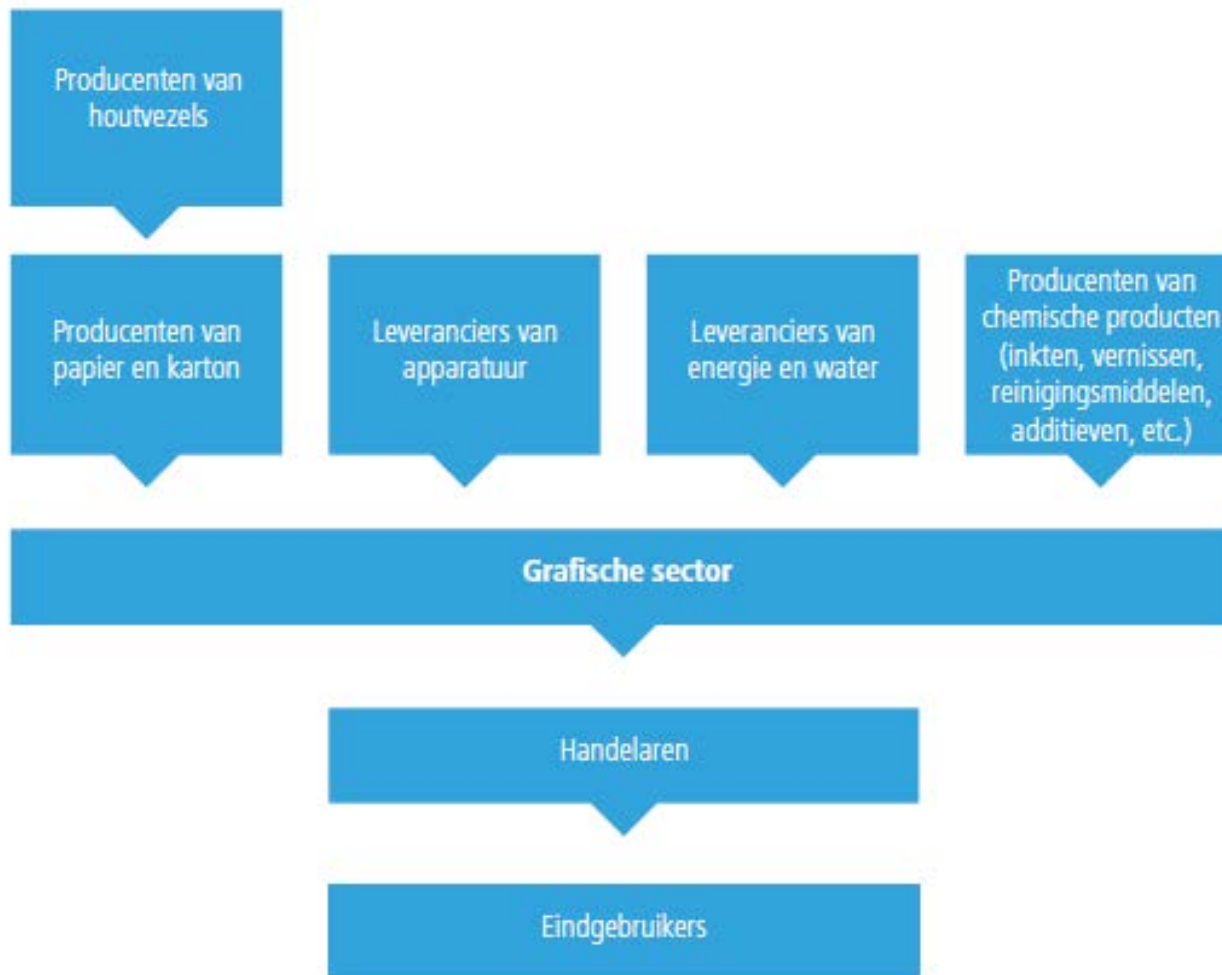 Producenten van
houtvezels
Producenten van
papier en karton
Leveranciers van
apparatuur
Leveranciers van
energie en water
Producenten van
chemische producten
(inkten, vernissen,
reinigingsmiddelen,
additieven, etc.)
Grafische sector
Handelaren
Eindgebruikers